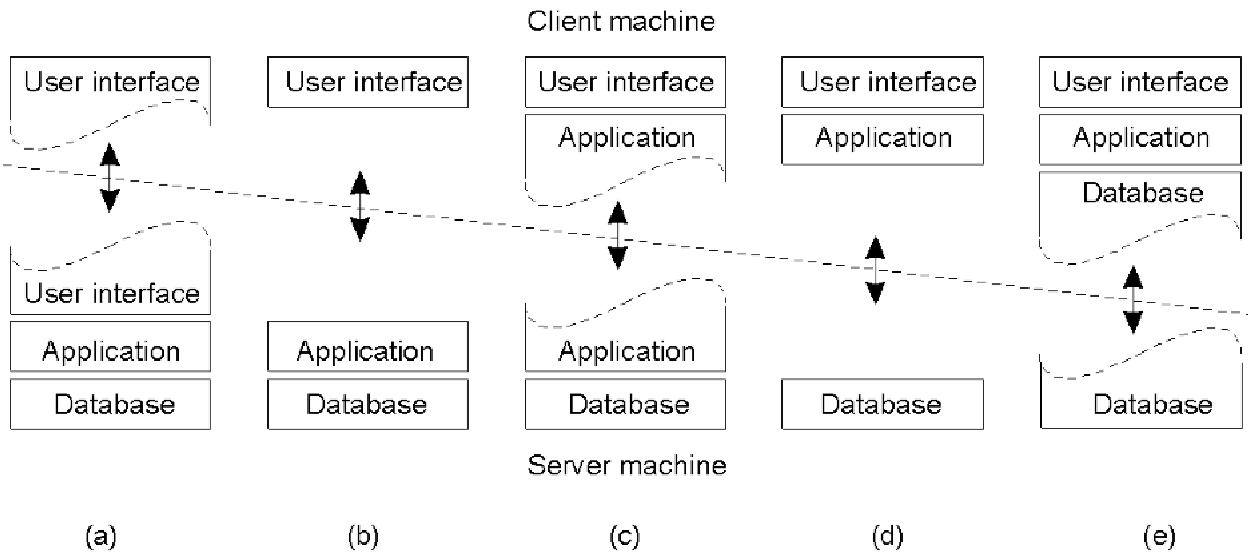 Client machine
User interface User interface User interface User interface User interface
Application Application Application
Database
User interface
Application Application Application Database
Database Database Database Database
Server machine
(a) (b) (c) (d) (e)